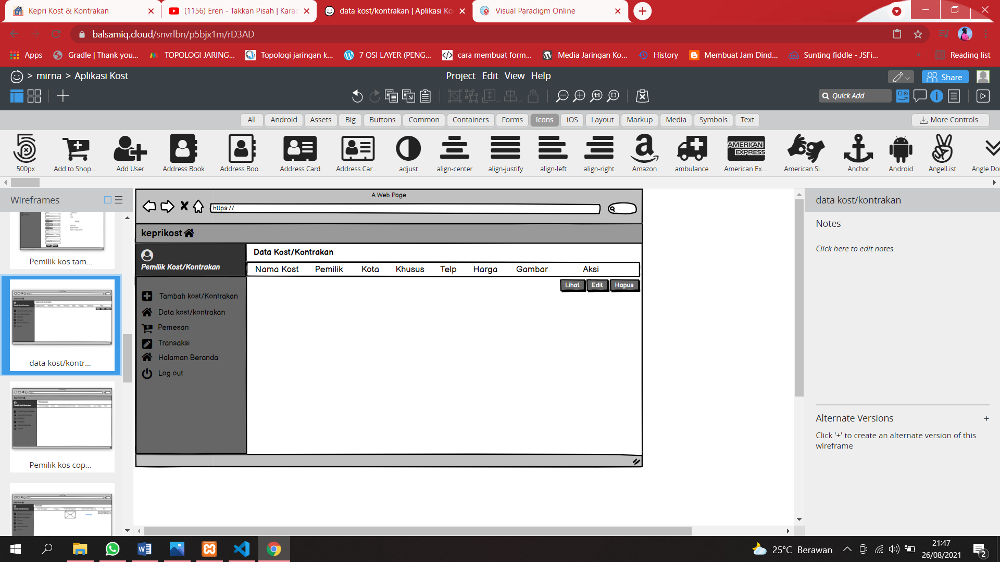 Kepri Kost & Kontrakan
(1156) Eren - Takkan Pisah | Karao
data kost/kontrakan | Aplikasi Ko
Visual Paradigm Online
balsamiq.cloud/snvrlbn/p5bjx1m/rD3AD
Apps
Gradle | Thank you...
TOPOLOGI JARING...
Topologi jaringan k...
7 OSI LAYER (PENG...
cara membuat form...
Media Jaringan Ko...
History
Membuat Jam Dind...
Sunting fiddle - JSFi...
»
Reading list
> mirna > Aplikasi Kost
Project Edit View Help
Share
1:1
Quick Add
All Android Assets Big Buttons Common Containers Forms Icons iOS Layout Markup Media Symbols Text
More Controls...
AMERICAN EXPRESS
500px
Add to Shop...
Add User
Address Book
Address Boo...
Address Card
Address Car...
adjust
align-center
align-justify
align-left
align-right
Amazon
ambulance
American Ex...
American Si...
Anchor
Android
AngelList
Angle Dou
Wireframes
Pemilik kos tam...
data kost/kontr...
Pemilik kos cop...
A Web Page
https://
keprikost
Pemilik Kost/Kontrakan
Data Kost/Kontrakan
Nama Kost Pemilik Kota Khusus Telp Harga Gambar Aksi
Lihat Edit Hapus
Tambah kost/Kontrakan
Data kost/kontrakan
Pemesan
Transaksi
Halaman Beranda
Log out
data kost/kontrakan
Notes
Click here to edit notes.
Alternate Versions +
Click '+' to create an alternate version of this
wireframe
25°C Berawan
21:47
26/08/2021
2